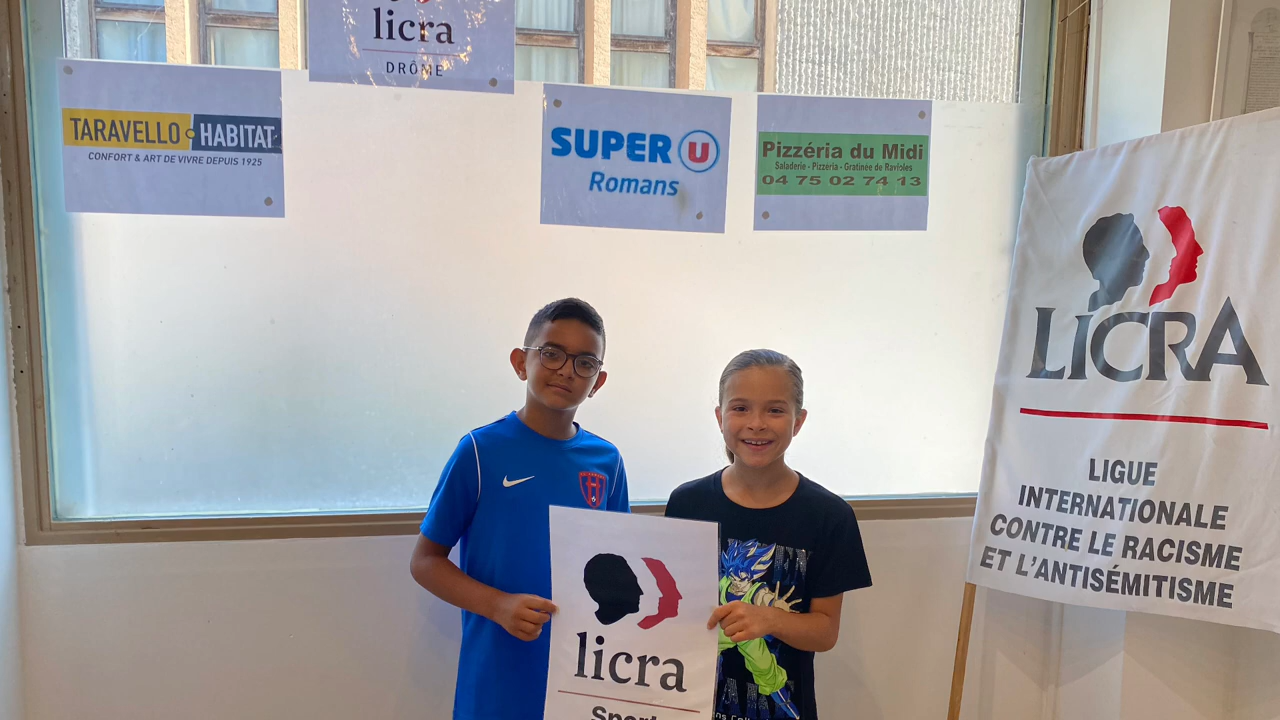 licra
DRÔME
TARAVELLO HABITAT
CONFORT & ART DE VIVRE DEPUIS 1925
SUPER U
Romans
Pizzéria du Midi
Saladerie - Pizzeria - Gratinée de Ravioles
04 75 02 74 13
LICRA
LIGUE
INTERNATIONALE
CONTRE LE RACISME
ET L'ANTISÉMITISME
H
licra
Sport